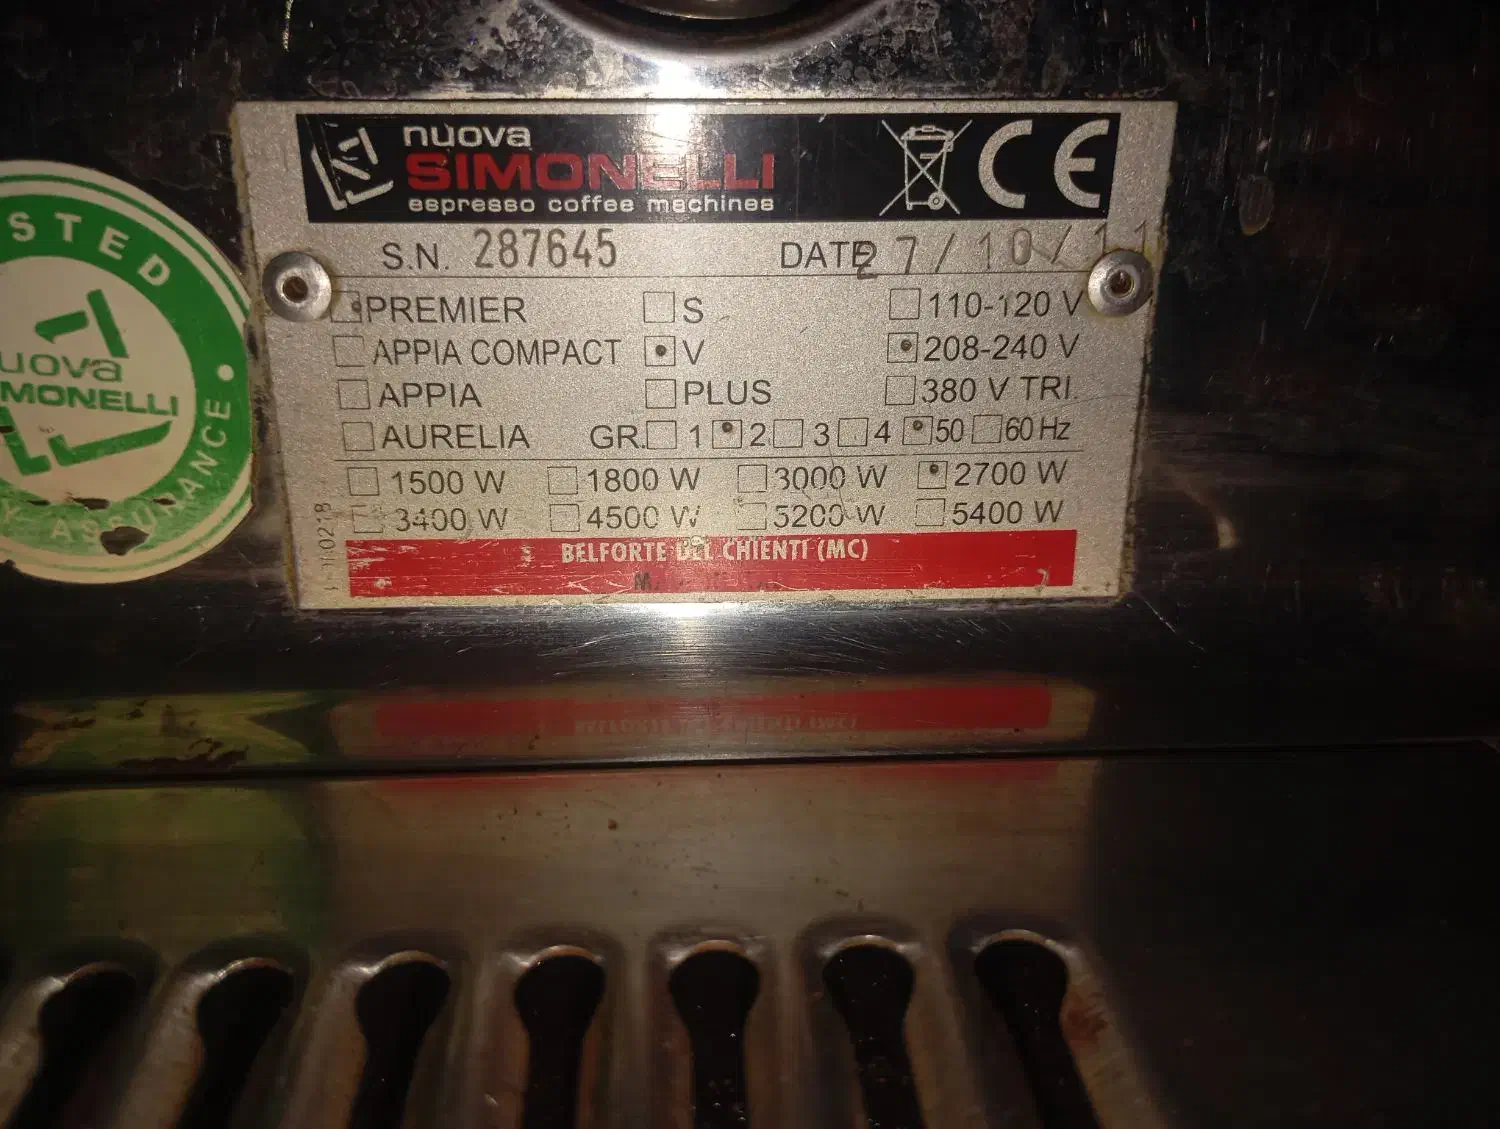 nuova
SIMONELLI
espresso coffee machines
CE
S.N. 287645 DATE 27/10/11
PREMIER S 110-120 V
APPIA COMPACT V 208-240 V
APPIA PLUS 380 V TRI.
AURELIA GR. 1 2 3 4 50 60 Hz
1500 W 1800 W 3000 W 2700 W
3400 W 4500 W 5200 W 5400 W
BELFORTE DEL CHIENTI (MC)
STED
nuova
SIMONELLI
ASSURANCE